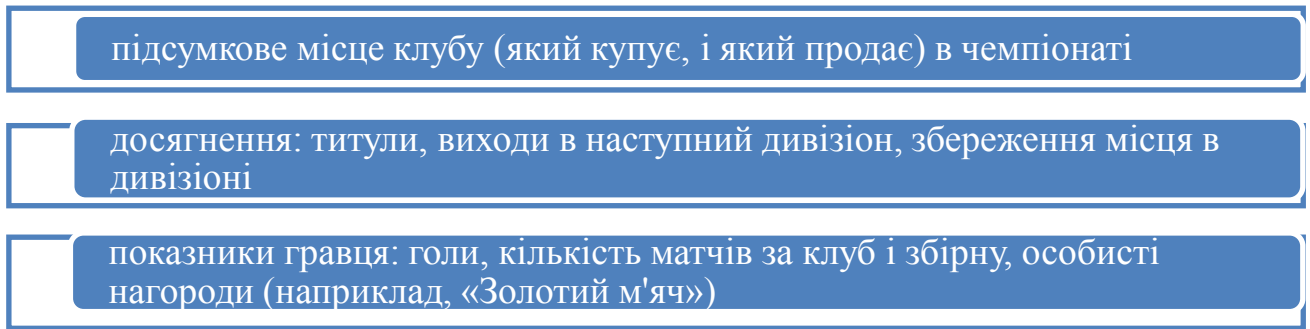 підсумкове місце клубу (який купує, і який продає) в чемпіонаті
досягнення: титули, виходи в наступний дивізіон, збереження місця в
дивізіоні
показники гравця: голи, кількість матчів за клуб і збірну, особисті
нагороди (наприклад, «Золотий м'яч»)